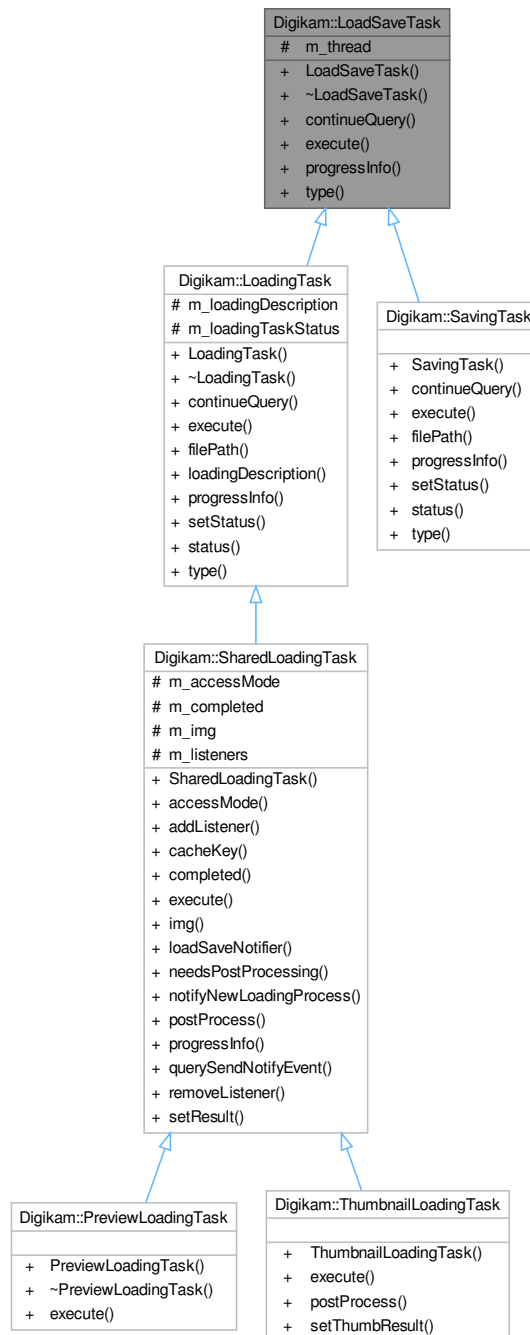 Digikam::LoadSaveTask
# m_thread
+ LoadSaveTask()
+ ~LoadSaveTask()
+ continueQuery()
+ execute()
+ progressInfo()
+ type()
Digikam::LoadingTask
# m_loadingDescription
# m_loadingTaskStatus
+ LoadingTask()
+ ~LoadingTask()
+ continueQuery()
+ execute()
+ filePath()
+ loadingDescription()
+ progressInfo()
+ setStatus()
+ status()
+ type()
Digikam::SavingTask
+ SavingTask()
+ continueQuery()
+ execute()
+ filePath()
+ progressInfo()
+ setStatus()
+ status()
+ type()
Digikam::SharedLoadingTask
# m_accessMode
# m_completed
# m_img
# m_listeners
+ SharedLoadingTask()
+ accessMode()
+ addListener()
+ cacheKey()
+ completed()
+ execute()
+ img()
+ loadSaveNotifier()
+ needsPostProcessing()
+ notifyNewLoadingProcess()
+ postProcess()
+ progressInfo()
+ querySendNotifyEvent()
+ removeListener()
+ setResult()
Digikam::PreviewLoadingTask
+ PreviewLoadingTask()
+ ~PreviewLoadingTask()
+ execute()
Digikam::ThumbnailLoadingTask
+ ThumbnailLoadingTask()
+ execute()
+ postProcess()
+ setThumbResult()